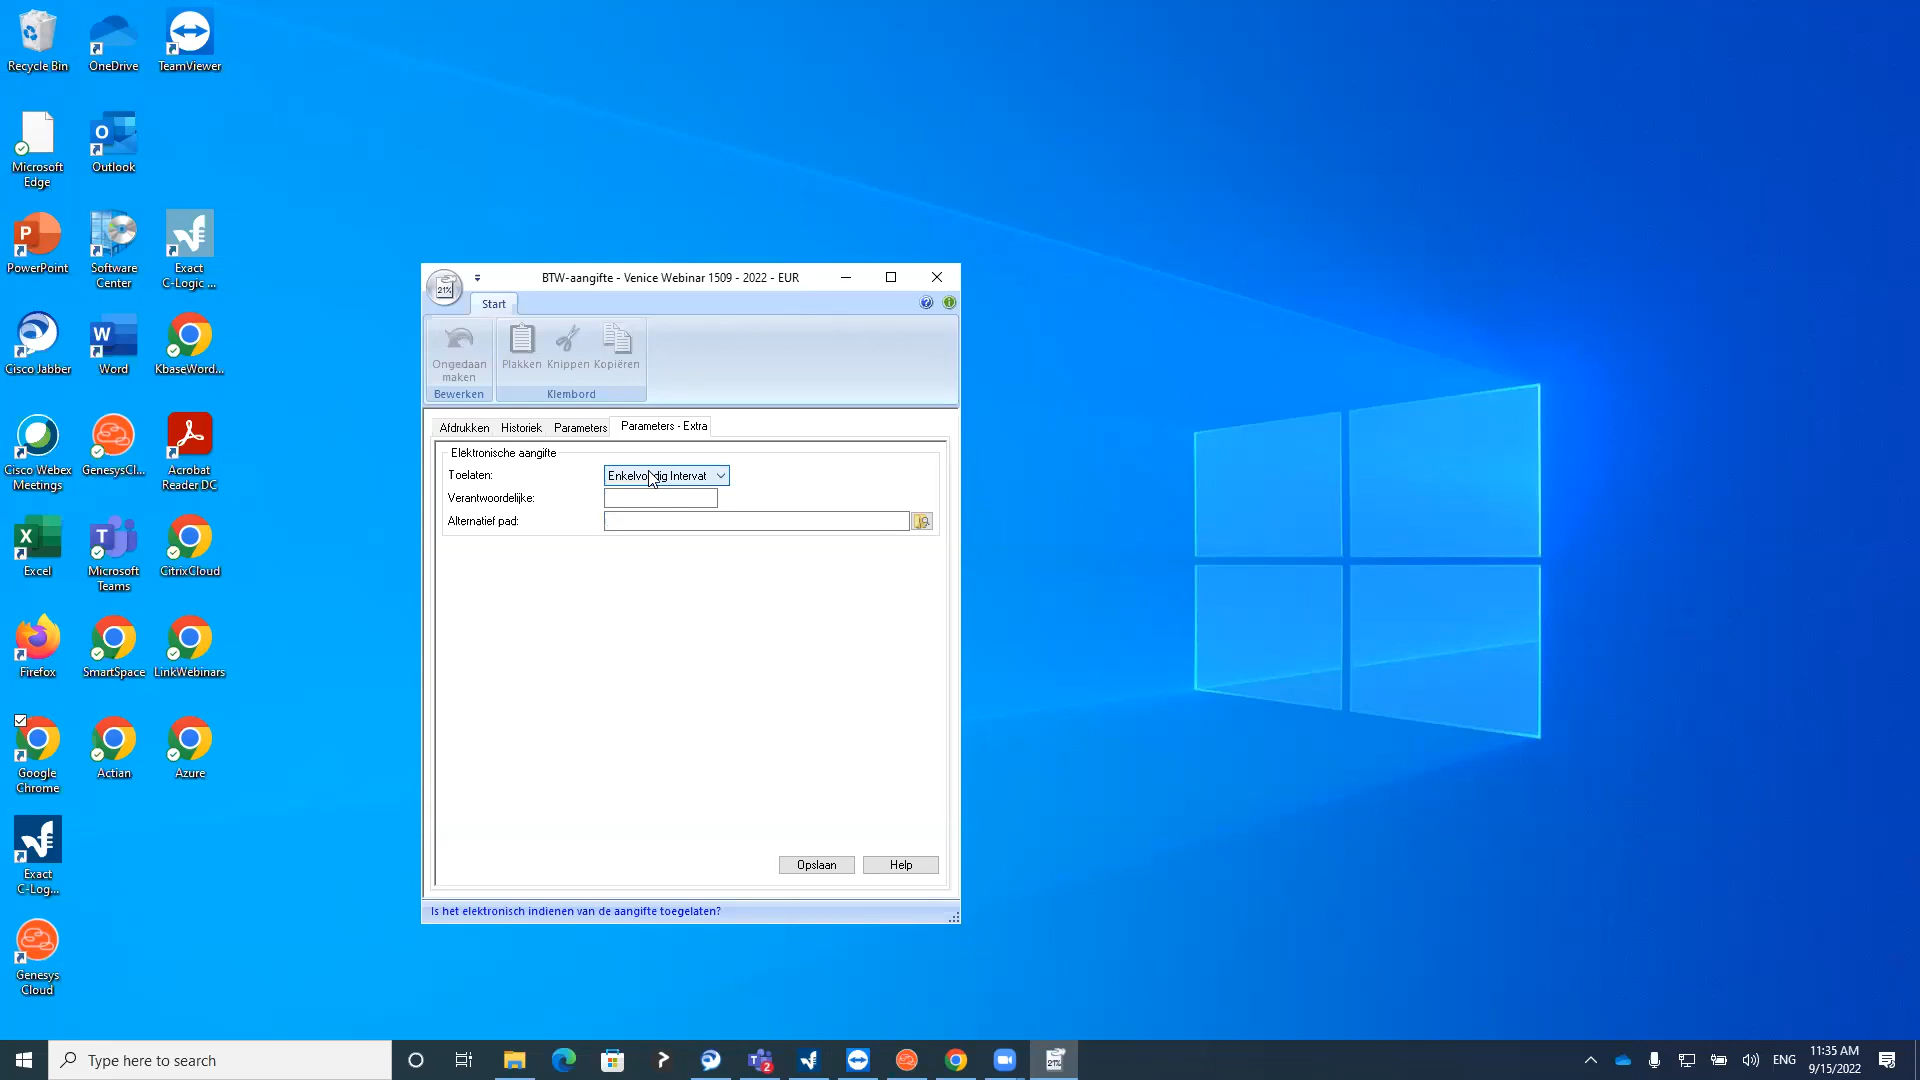 Recycle Bin
OneDrive
TeamViewer
Microsoft
Edge
Outlook
PowerPoint
Software
Center
Exact
C-Logic ...
Cisco Jabber
Word
KbaseWord...
Cisco Webex
Meetings
GenesysCl...
Acrobat
Reader DC
Excel
Microsoft
Teams
CitrixCloud
Firefox
SmartSpace
LinkWebinars
Google
Chrome
Actian
Azure
Exact
C-Log...
Genesys
Cloud
BTW-aangifte - Venice Webinar 1509 - 2022 - EUR
21%
Start
Ongedaan
maken
Plakken
Knippen
Kopiëren
Bewerken
Klembord
Afdrukken
Historiek
Parameters
Parameters - Extra
Elektronische aangifte
Toelaten:
Enkelvoudig Intervat
Verantwoordelijke:
Alternatief pad:
Opslaan
Help
Is het elektronisch indienen van de aangifte toegelaten?
Type here to search
2
21%
ENG
11:35 AM
9/15/2022